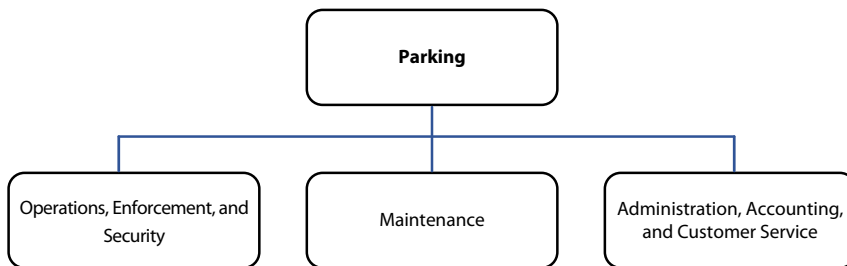 Parking
Operations, Enforcement, and
Security
Maintenance
Administration, Accounting,
and Customer Service